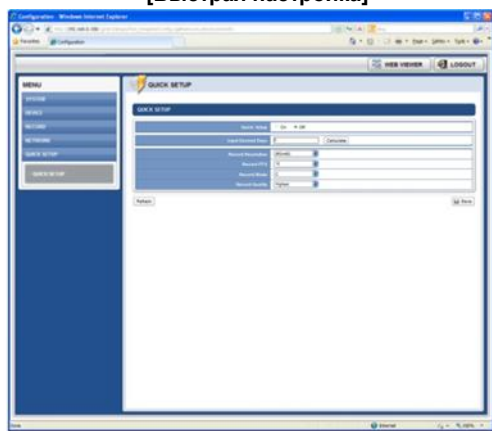 [Быстрая настройка]
Configuration - Windows Internet Explorer
Favorites Configuration
WEB VIEWER LOGOUT
MENU
QUICK SETUP
SYSTEM
DEVICE
RECORD
NETWORK
QUICK SETUP
QUICK SETUP
QUICK SETUP
Quick Setup On Off
Input Desired Days Calculate
Record Resolution
Record FPS
Record Mode
Record Quality Highest
Refresh Save
Done Internet